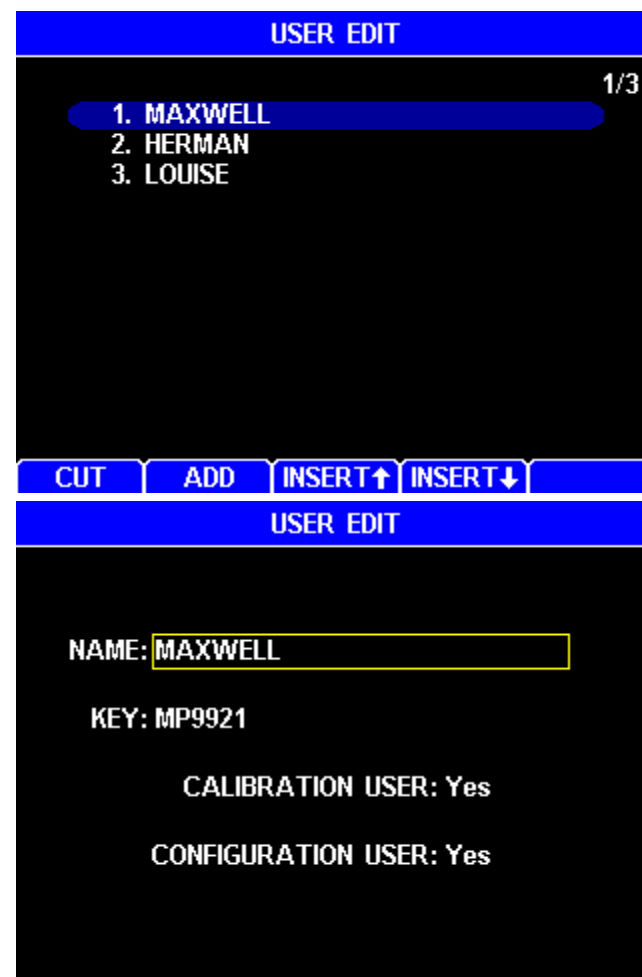 USER EDIT
1/3
1. MAXWELL
2. HERMAN
3. LOUISE
CUT ADD INSERT↑ INSERT↓
USER EDIT
NAME: MAXWELL
KEY: MP9921
CALIBRATION USER: Yes
CONFIGURATION USER: Yes